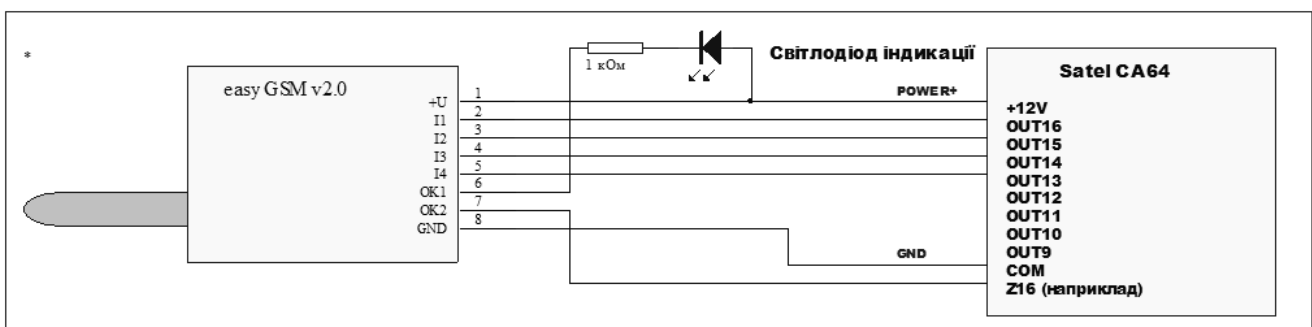 *
easy GSM v2.0
+U
I1
I2
I3
I4
OK1
OK2
GND
1
2
3
4
5
6
7
8
1 кОм
Світлодіод індикації
POWER+
GND
Satel CA64
+12V
OUT16
OUT15
OUT14
OUT13
OUT12
OUT11
OUT10
OUT9
COM
Z16 (наприклад)